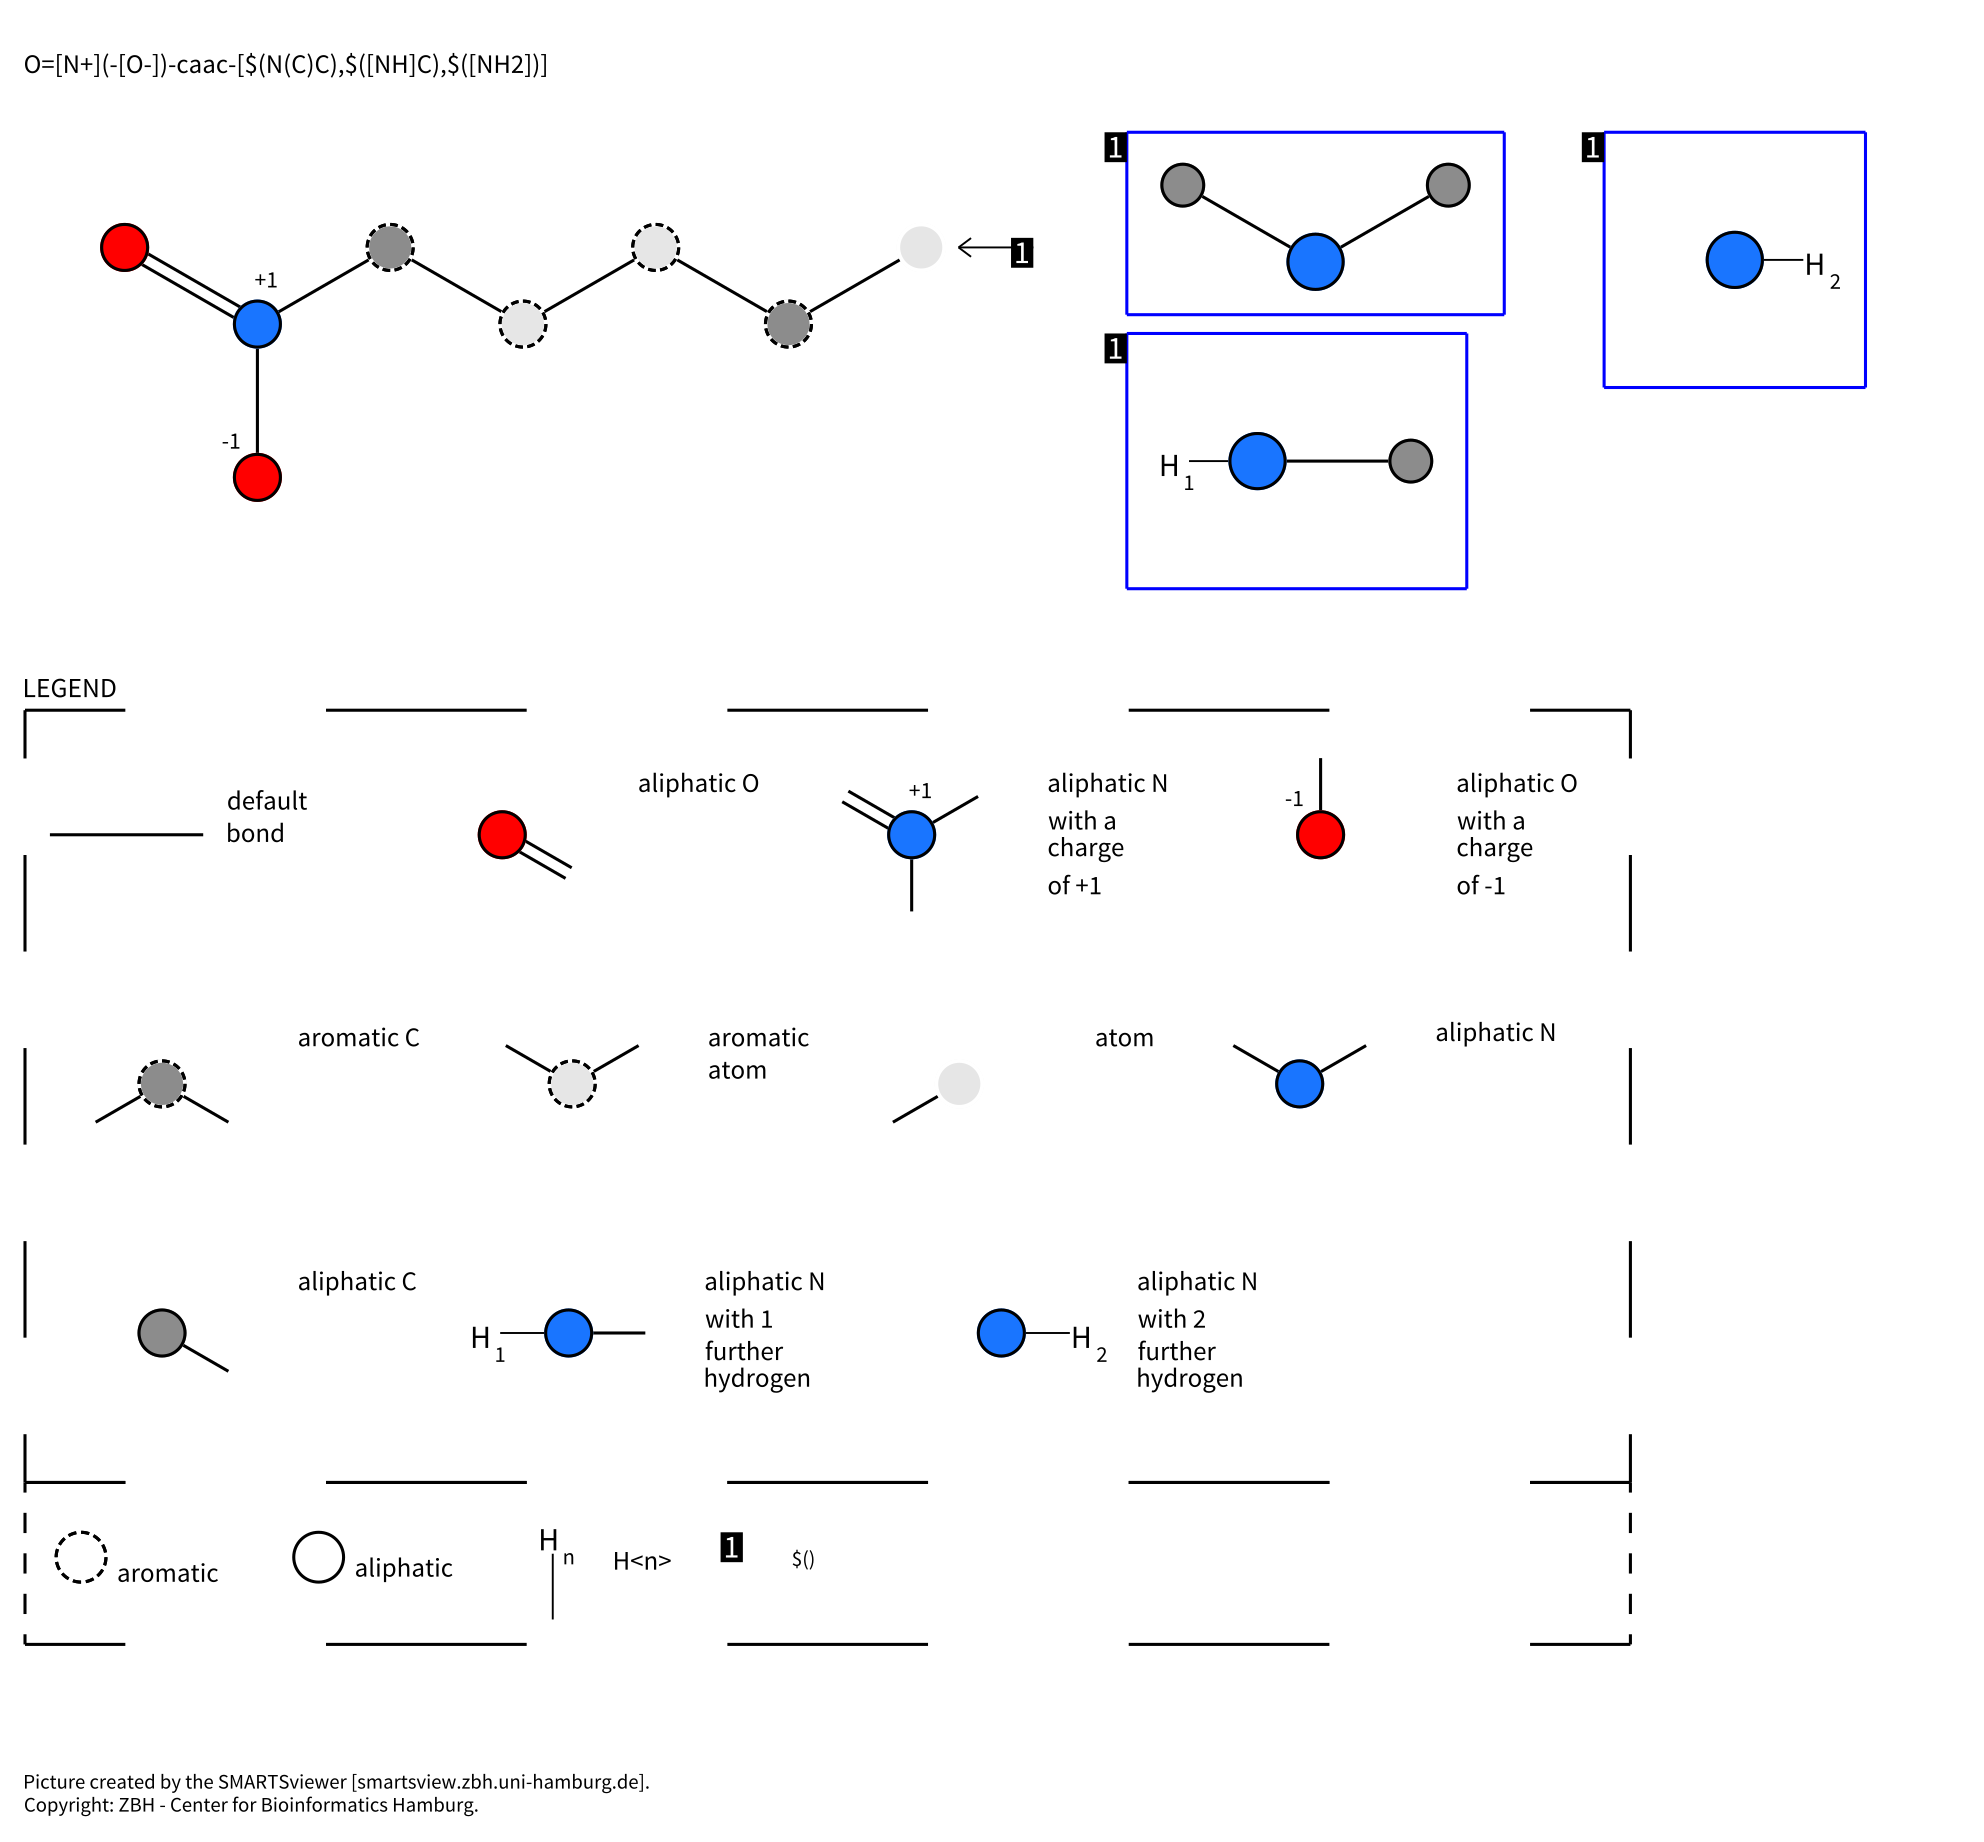 O=[N+](-[O-])-caac-[$(N(C)C),$([NH]C),$([NH2])]
1
1
+1
1
H 2
-1
1
H 1
LEGEND
default
bond
aliphatic O
+1
aliphatic N
with a
charge
of +1
-1
aliphatic O
with a
charge
of -1
aromatic C
aromatic
atom
atom
aliphatic N
aliphatic C
H 1
aliphatic N
with 1
further
hydrogen
H 2
aliphatic N
with 2
further
hydrogen
aromatic
aliphatic
H n
H<n>
1
$()
Picture created by the SMARTSviewer [smartsview.zbh.uni-hamburg.de].
Copyright: ZBH - Center for Bioinformatics Hamburg.